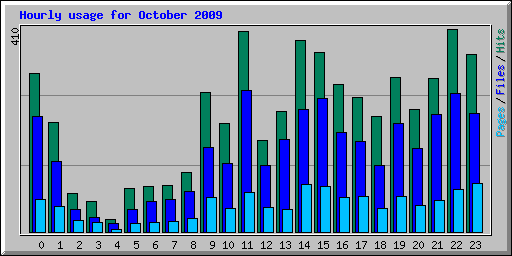 Hourly usage for October 2009
410
Pages / Files / Hits
0 1 2 3 4 5 6 7 8 9 10 11 12 13 14 15 16 17 18 19 20 21 22 23